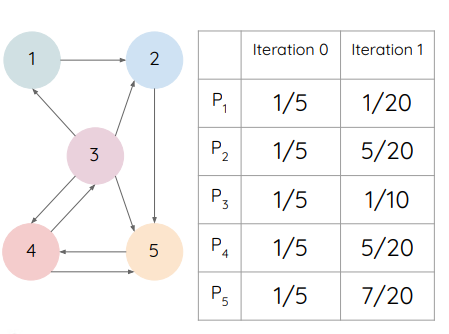 1
2
3
4
5
Iteration 0 Iteration 1
P1 1/5 1/20
P2 1/5 5/20
P3 1/5 1/10
P4 1/5 5/20
P5 1/5 7/20